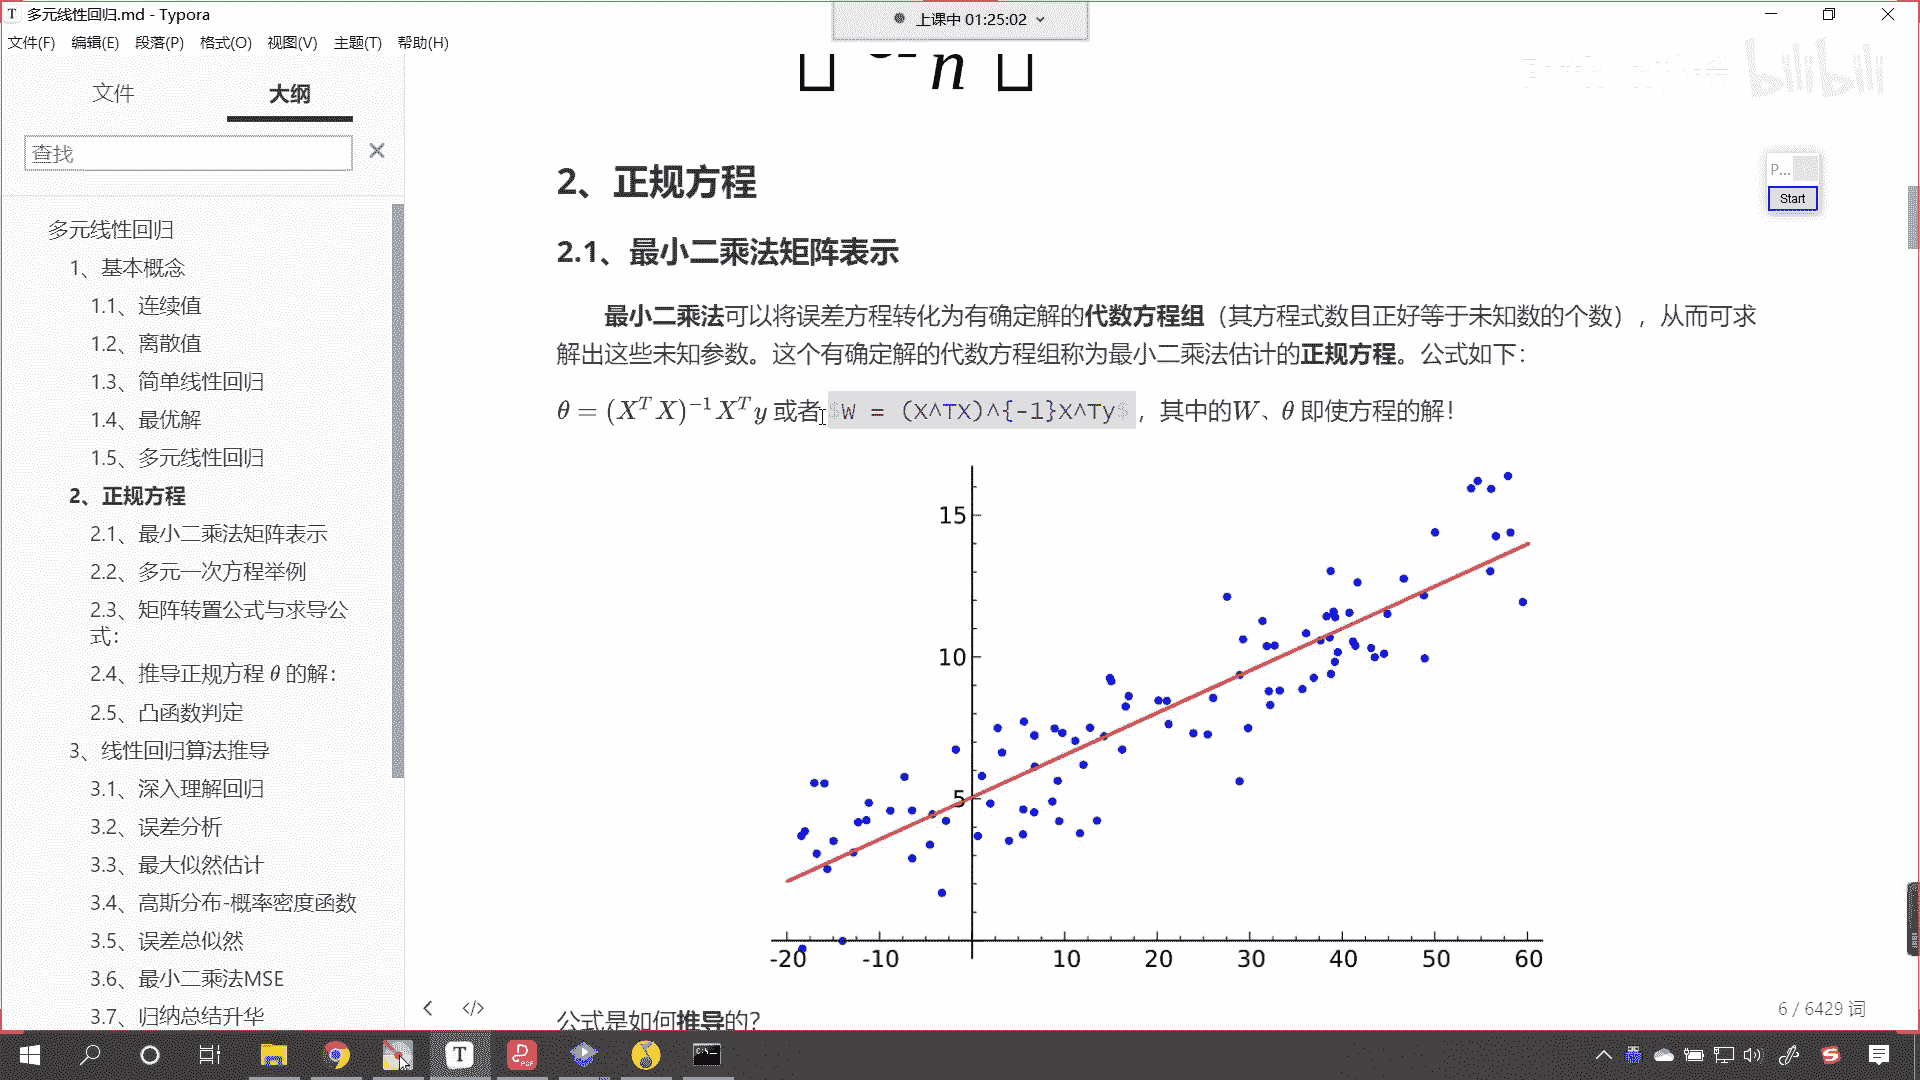 多元线性回归.md - Typora
上课中 01:25:02
文件(F) 编辑(E) 段落(P) 格式(O) 视图(V) 主题(T) 帮助(H)
文件 大纲
查找
多元线性回归
1、基本概念
1.1、连续值
1.2、离散值
1.3、简单线性回归
1.4、最优解
1.5、多元线性回归
2、正规方程
2.1、最小二乘法矩阵表示
2.2、多元一次方程举例
2.3、矩阵转置公式与求导公
式：
2.4、推导正规方程 θ 的解：
2.5、凸函数判定
3、线性回归算法推导
3.1、深入理解回归
3.2、误差分析
3.3、最大似然估计
3.4、高斯分布-概率密度函数
3.5、误差总似然
3.6、最小二乘法MSE
3.7、归纳总结升华
n
bilibili
P...
Start
2、正规方程
2.1、最小二乘法矩阵表示
最小二乘法可以将误差方程转化为有确定解的代数方程组（其方程式数目正好等于未知数的个数），从而可求
解出这些未知参数。这个有确定解的代数方程组称为最小二乘法估计的正规方程。公式如下：
θ = (X^T X)^{-1} X^T y 或者 $W = (X^TX)^{-1}X^Ty$ ，其中的W、θ 即使方程的解！
15
10
5
-20 -10 10 20 30 40 50 60
公式是如何推导的？
6 / 6429 词